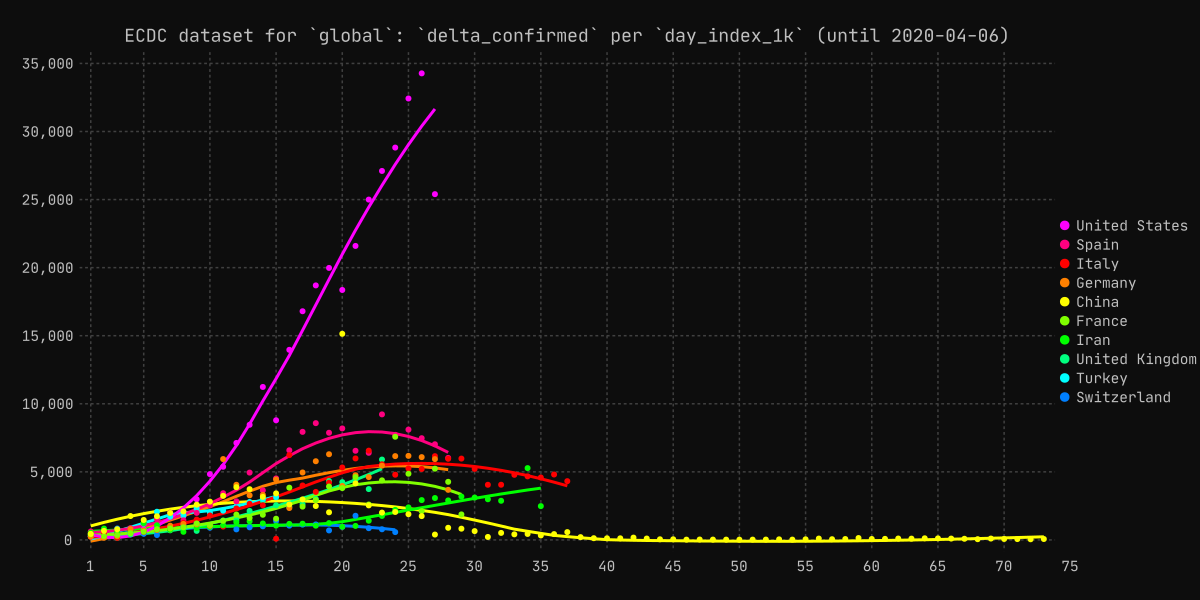 ECDC dataset for `global`: `delta_confirmed` per `day_index_1k` (until 2020-04-06)
35,000
30,000
25,000
20,000
15,000
10,000
5,000
0
1 5 10 15 20 25 30 35 40 45 50 55 60 65 70 75
United States
Spain
Italy
Germany
China
France
Iran
United Kingdom
Turkey
Switzerland